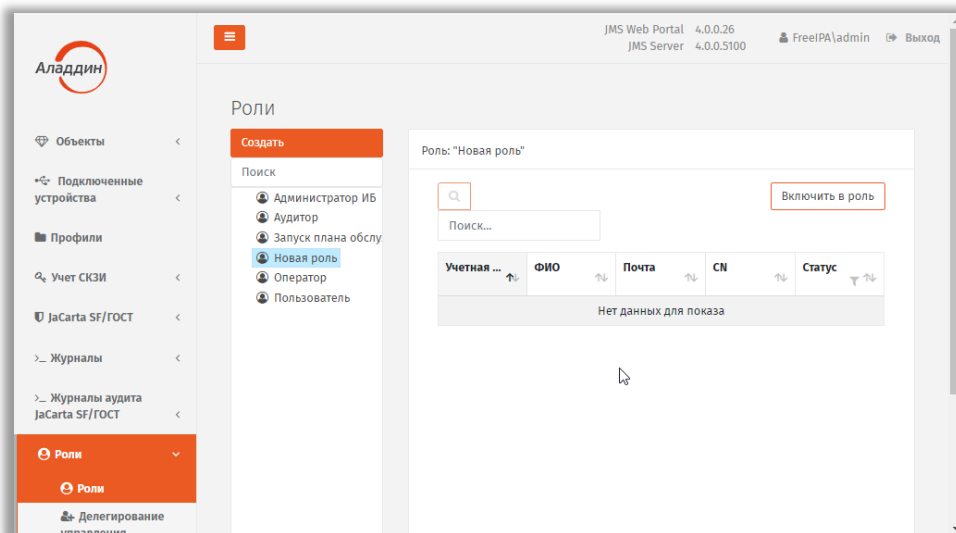 Аладдин
JMS Web Portal 4.0.0.26
JMS Server 4.0.0.5100
FreeIPA\admin
Выход
Объекты
Подключенные
устройства
Профили
Учет СКЗИ
JaCarta SF/ГОСТ
Журналы
Журналы аудита
JaCarta SF/ГОСТ
Роли
Роли
Делегирование
управления
Роли
Создать
Поиск
Администратор ИБ
Аудитор
Запуск плана обслу
Новая роль
Оператор
Пользователь
Роль: "Новая роль"
Включить в роль
Поиск...
Учетная ... ФИО Почта CN Статус
Нет данных для показа